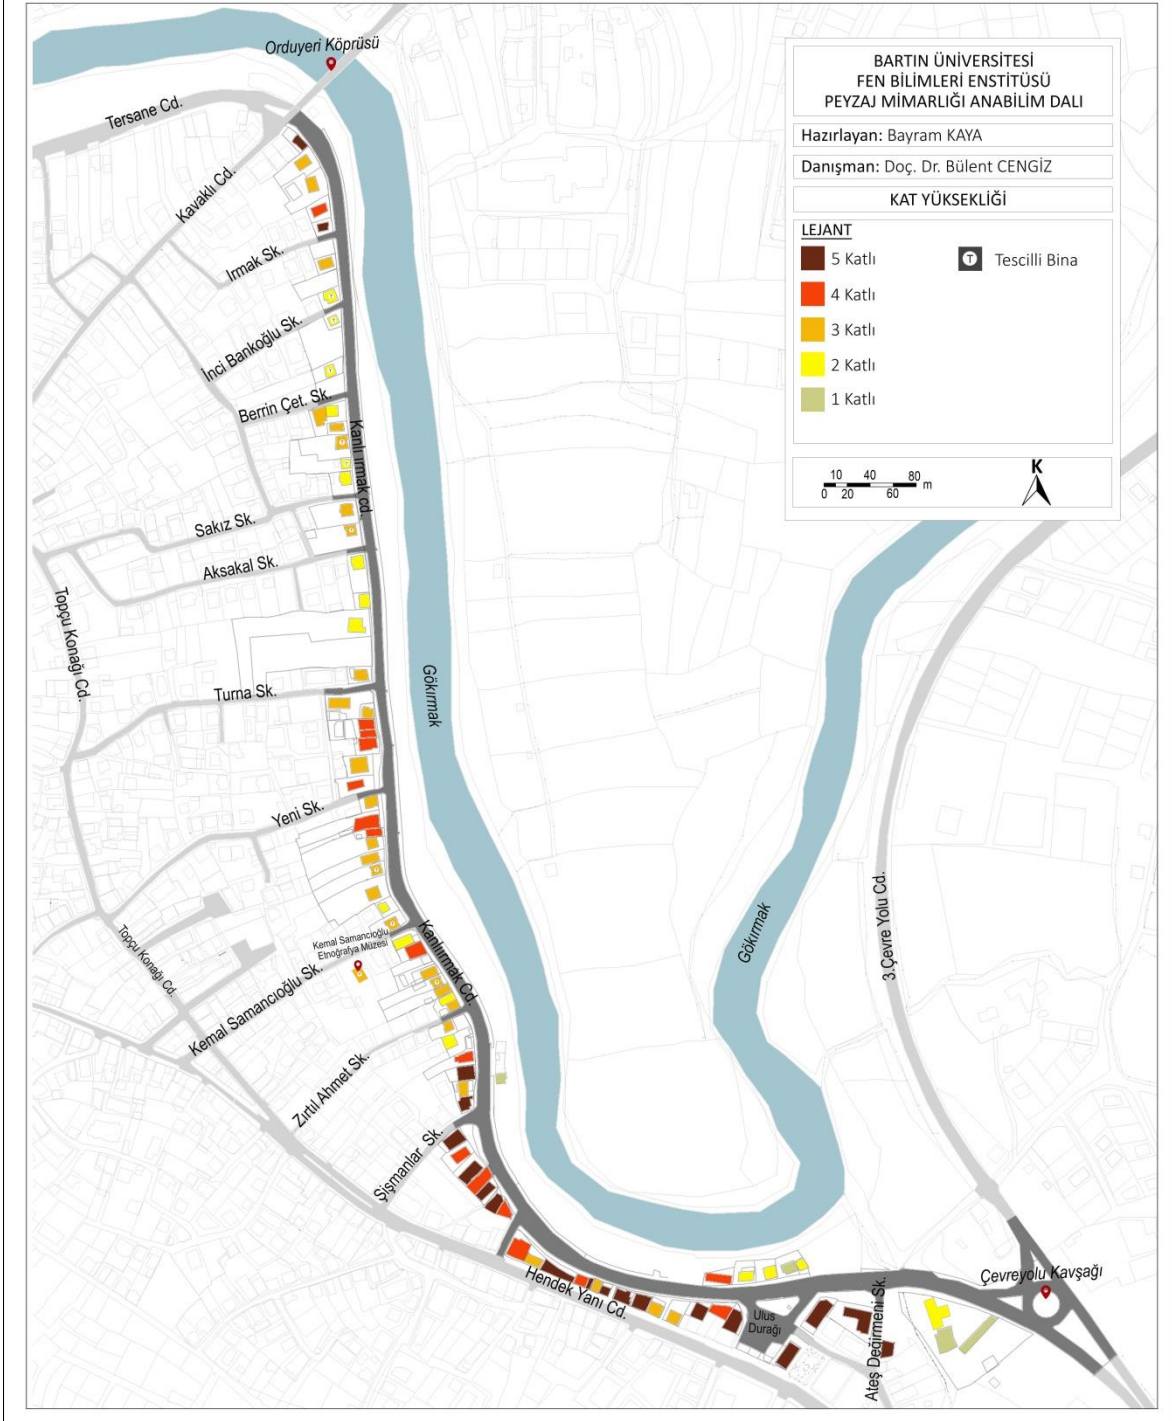 Orduyeri Köprüsü
Tersane Cd.
Kavaklı Cd.
Irmak Sk.
İnci Bankoğlu Sk.
Berrin Çet. Sk.
Kanlı ırmak cd.
Sakız Sk.
Aksakal Sk.
Topçu Konağı Cd.
Turna Sk.
Gökırmak
Yeni Sk.
Topçu Konağı Cd.
Kemal Samancıoğlu
Etnoğrafya Müzesi
Kanlıırmak Cd.
Kemal Samancıoğlu Sk.
Zırtıl Ahmet Sk.
Şişmanlar Sk.
Gökırmak
3.Çevre Yolu Cd.
Hendek Yanı Cd.
Ulus
Durağı
Ateş Değirmeni Sk.
Çevreyolu Kavşağı
BARTIN ÜNİVERSİTESİ
FEN BİLİMLERİ ENSTİTÜSÜ
PEYZAJ MİMARLIĞI ANABİLİM DALI
Hazırlayan: Bayram KAYA
Danışman: Doç. Dr. Bülent CENGİZ
KAT YÜKSEKLİĞİ
LEJANT
5 Katlı
T Tescilli Bina
4 Katlı
3 Katlı
2 Katlı
1 Katlı
10 40 80
0 20 60 m
K